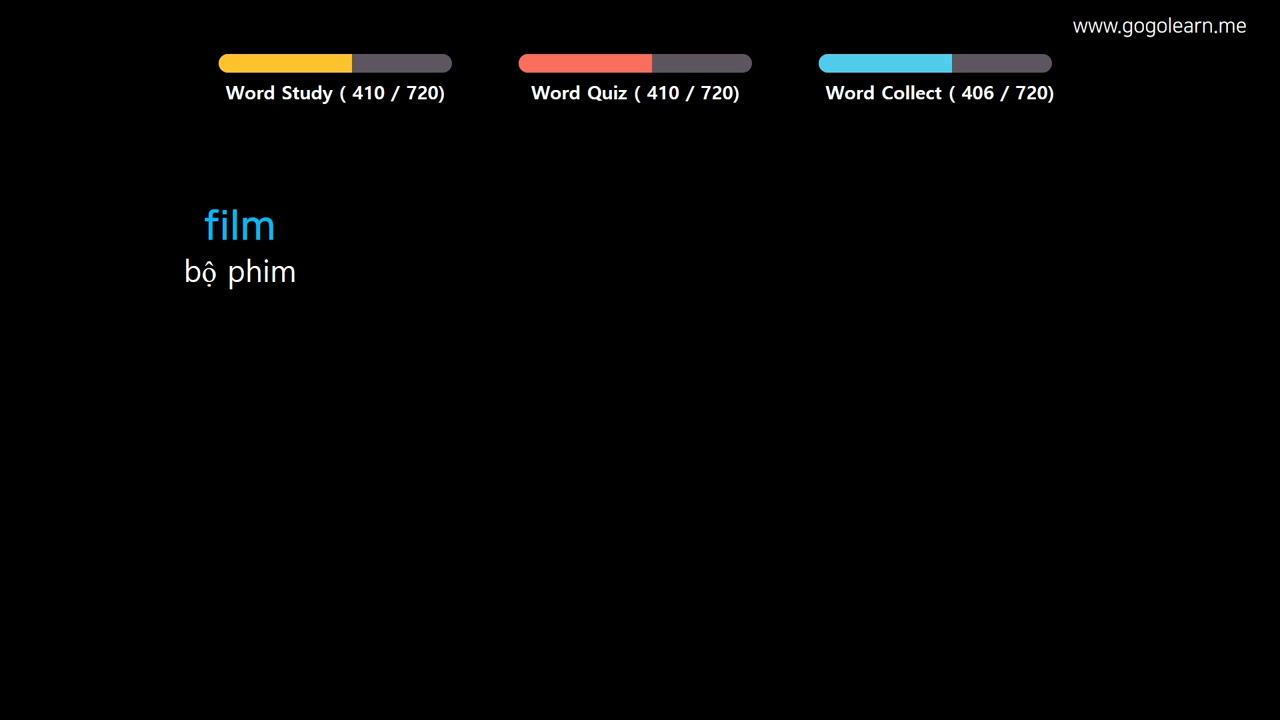 www.gogolearn.me
Word Study ( 410 / 720)
Word Quiz ( 410 / 720)
Word Collect ( 406 / 720)
film
bộ phim